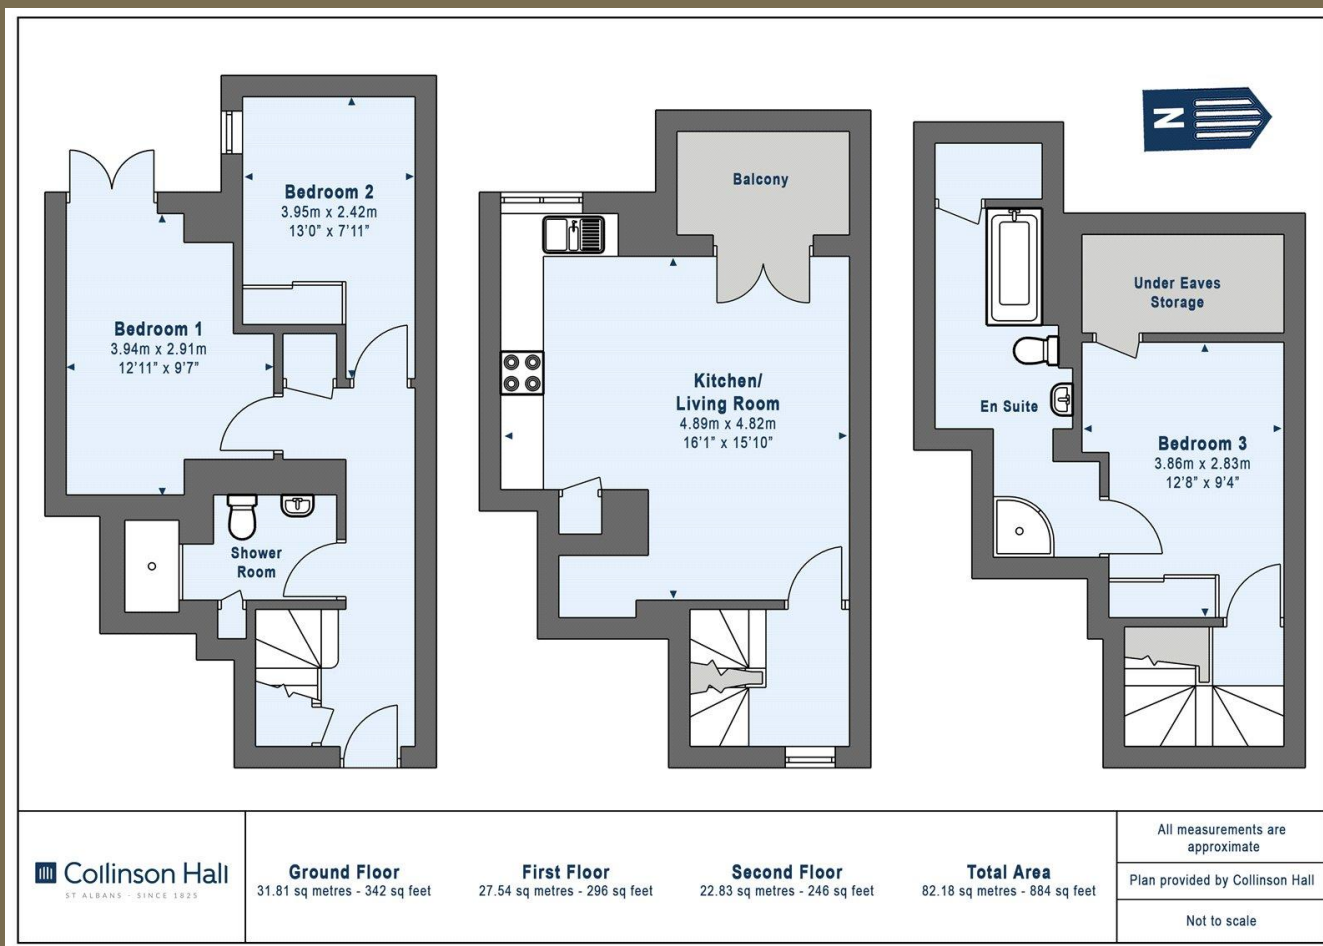 Bedroom 2
3.95m x 2.42m
13'0" x 7'11"
Bedroom 1
3.94m x 2.91m
12'11" x 9'7"
Shower
Room
Balcony
Kitchen/
Living Room
4.89m x 4.82m
16'1" x 15'10"
N
Under Eaves
Storage
En Suite
Bedroom 3
3.86m x 2.83m
12'8" x 9'4"
Collinson Hall
ST ALBANS - SINCE 1825
Ground Floor
31.81 sq metres - 342 sq feet
First Floor
27.54 sq metres - 296 sq feet
Second Floor
22.83 sq metres - 246 sq feet
Total Area
82.18 sq metres - 884 sq feet
All measurements are
approximate
Plan provided by Collinson Hall
Not to scale